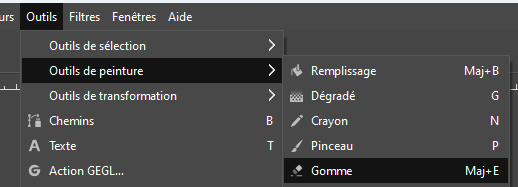 urs Outils Filtres Fenêtres Aide
Outils de sélection
Outils de peinture
Outils de transformation
Chemins B
Texte T
Action GEGL...
Remplissage Maj+B
Dégradé G
Crayon N
Pinceau P
Gomme Maj+E